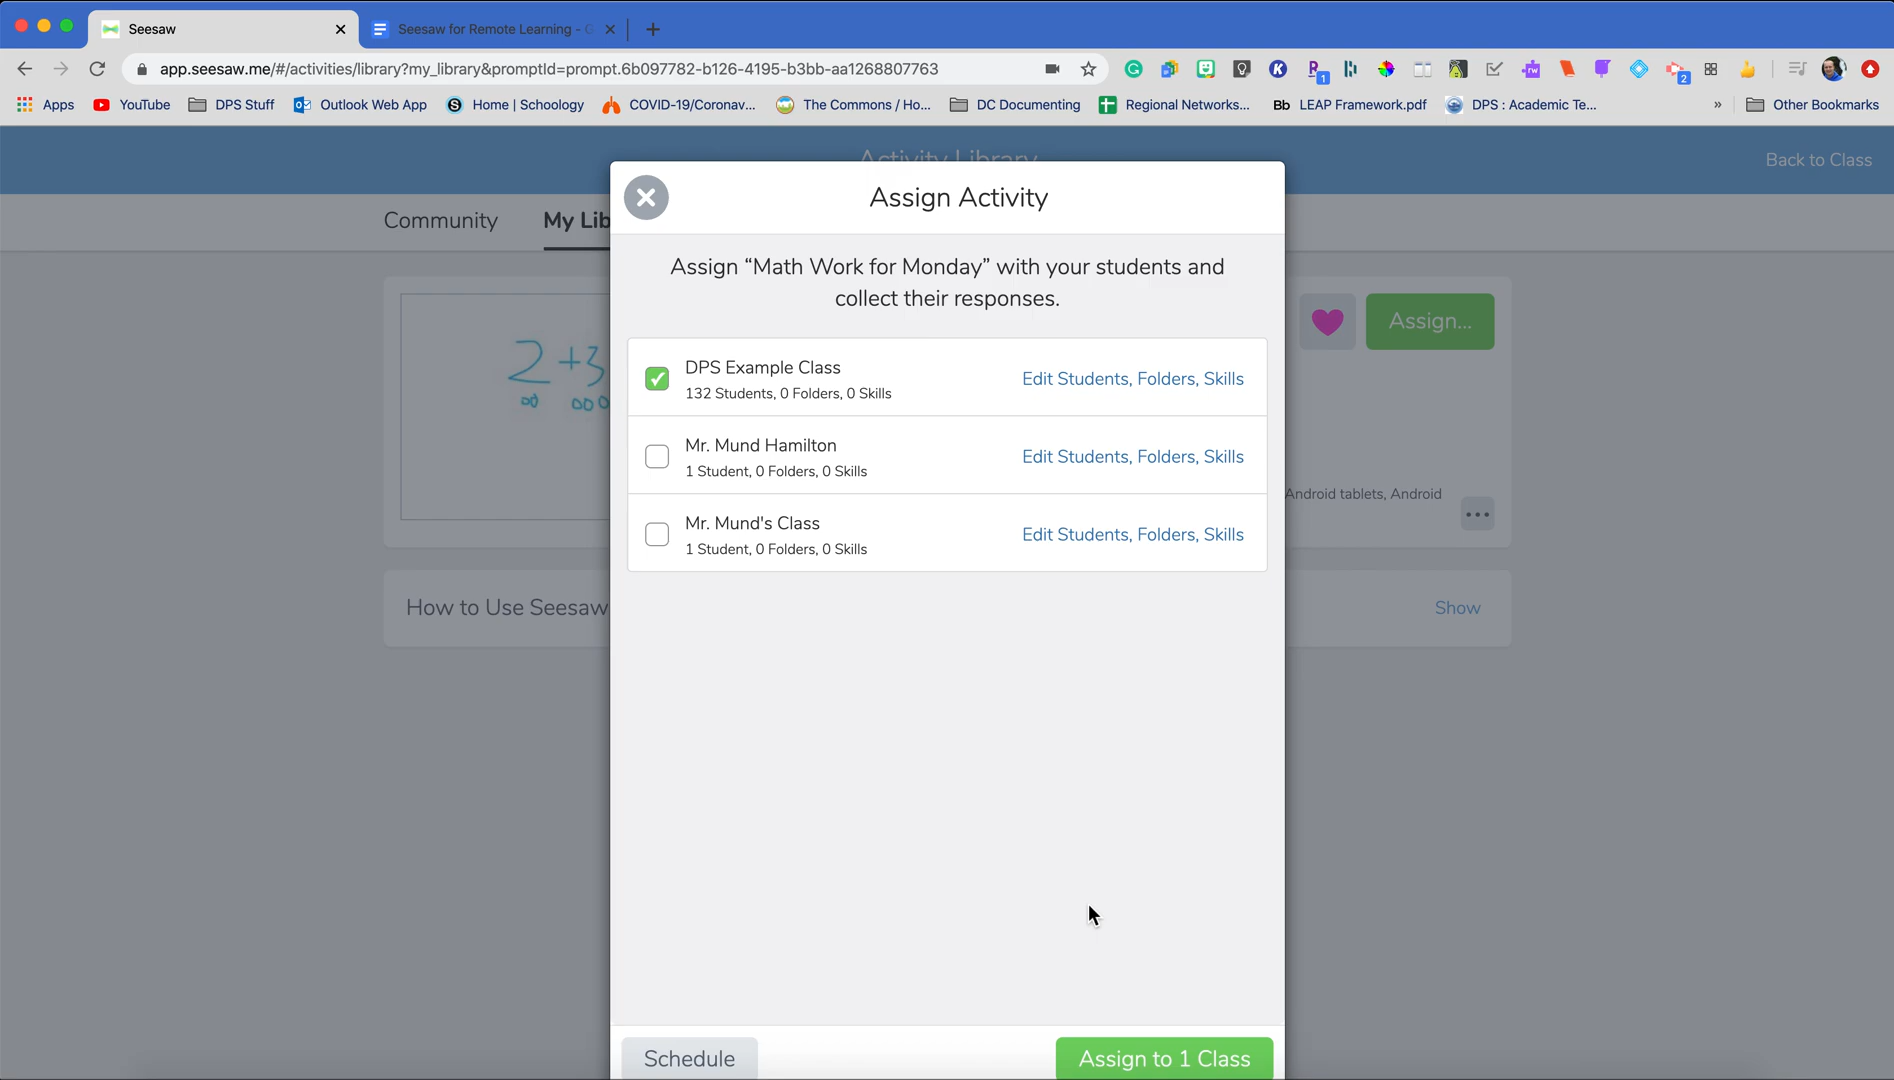 Seesaw
Seesaw for Remote Learning - G
app.seesaw.me/#/activities/library?my_library&promptId=prompt.6b097782-b126-4195-b3bb-aa1268807763
1
2
Apps
YouTube
DPS Stuff
Outlook Web App
Home | Schoology
COVID-19/Coronav...
The Commons / Ho...
DC Documenting
Regional Networks...
Bb LEAP Framework.pdf
DPS : Academic Te...
»
Other Bookmarks
Activity Library
Back to Class
Community
My Lib
Assign Activity
Assign “Math Work for Monday” with your students and
collect their responses.
2+3
Assign...
DPS Example Class
132 Students, 0 Folders, 0 Skills
Edit Students, Folders, Skills
Mr. Mund Hamilton
1 Student, 0 Folders, 0 Skills
Edit Students, Folders, Skills
Android tablets, Android
Mr. Mund's Class
1 Student, 0 Folders, 0 Skills
Edit Students, Folders, Skills
How to Use Seesaw
Show
Schedule
Assign to 1 Class